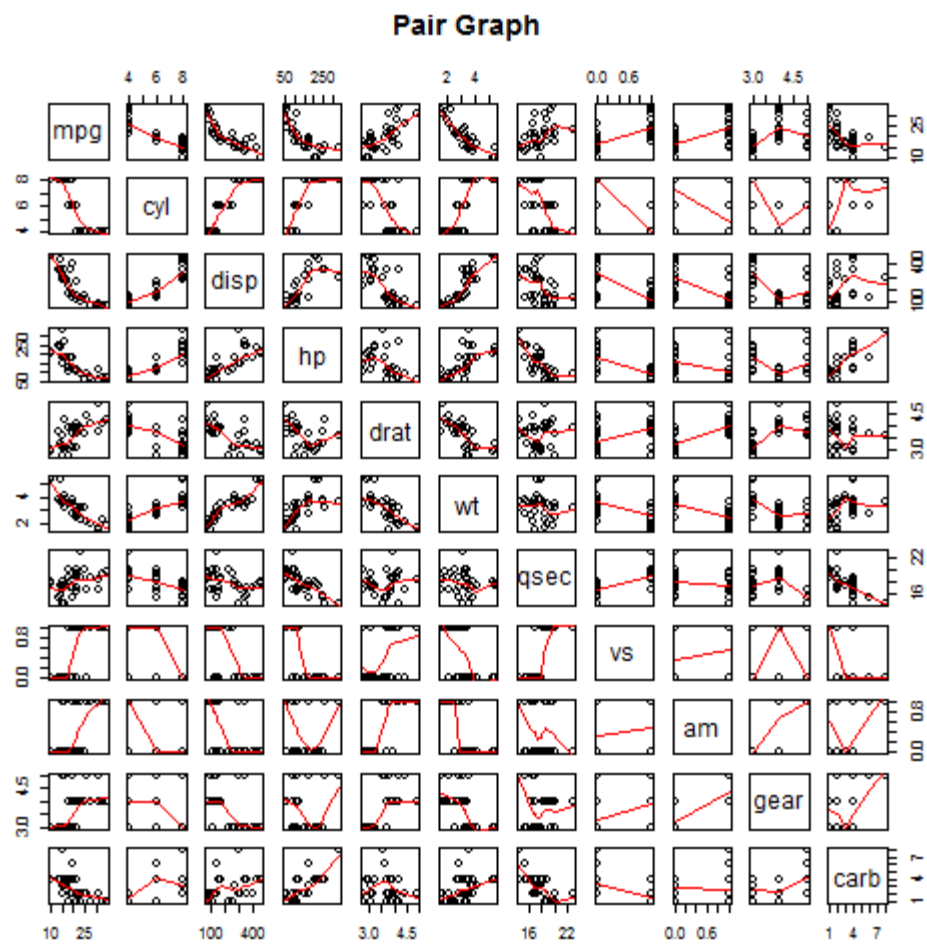 Pair Graph
4 6 8 50 250 2 4 0.0 0.6 3.0 4.5
mpg 10 25
4 6 8 cyl
disp 100 400
50 250 hp
drat 3.0 4.5
2 4 wt
qsec 16 22
0.0 0.8 vs
am 0.0 0.8
3.0 4.5 gear
carb 1 4 7
10 25 100 400 3.0 4.5 16 22 0.0 0.6 1 4 7